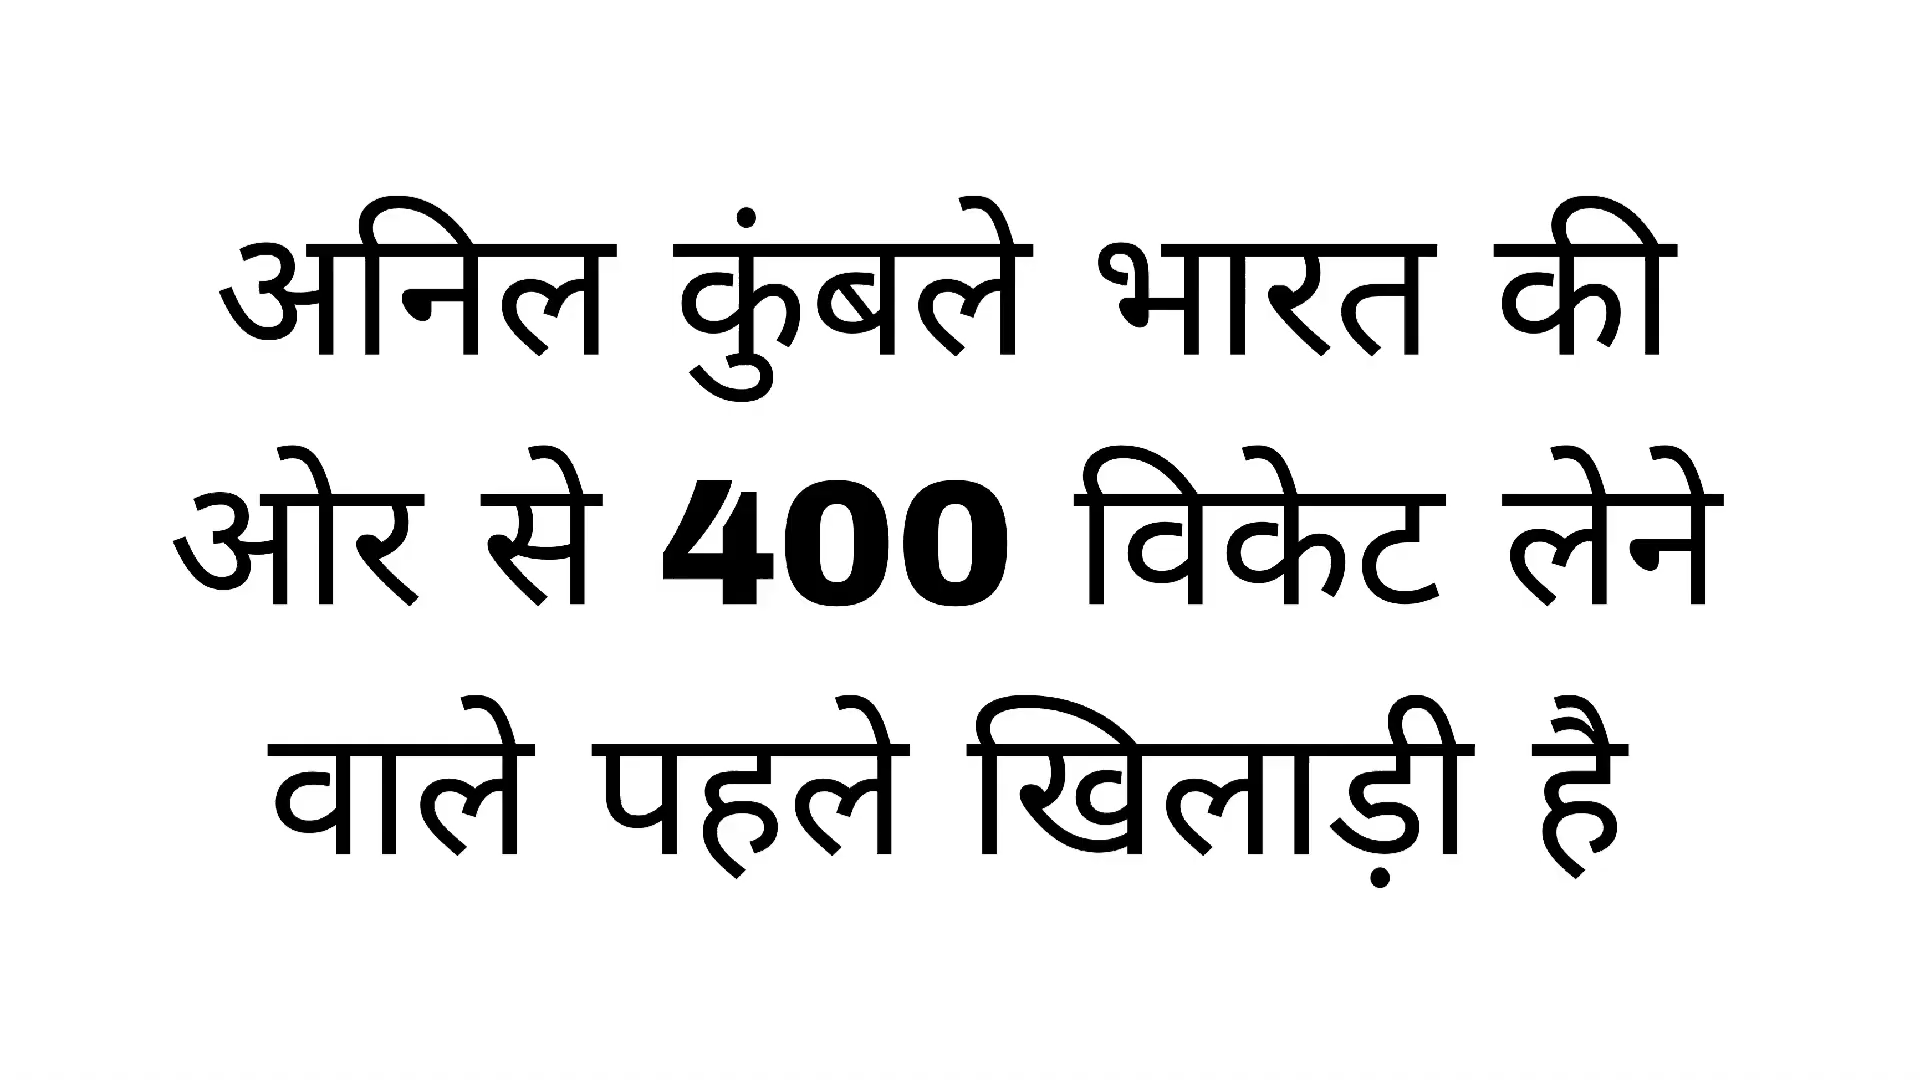 अनिल कुंबले भारत की
ओर से 400 विकेट लेने
वाले पहले खिलाड़ी है